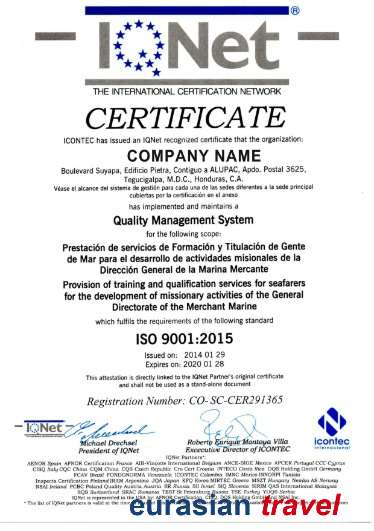 IQNet®
THE INTERNATIONAL CERTIFICATION NETWORK
CERTIFICATE
ICONTEC has issued an IQNet recognized certificate that the organization:
COMPANY NAME
Boulevard Suyapa, Edificio Pietra, Contiguo a ALUPAC, Apdo. Postal 3625,
Tegucigalpa, M.D.C., Honduras, C.A.
Véase el alcance del sistema de gestión para cada una de las sedes diferentes a la sede principal
cubiertas por la certificación en el anexo
has implemented and maintains a
Quality Management System
for the following scope:
Prestación de servicios de Formación y Titulación de Gente
de Mar para el desarrollo de actividades misionales de la
Dirección General de la Marina Mercante
Provision of training and qualification services for seafarers
for the development of missionary activities of the General
Directorate of the Merchant Marine
which fulfils the requirements of the following standard
ISO 9001:2015
Issued on: 2014 01 29
Expires on: 2020 01 28
This attestation is directly linked to the IQNet Partner's original certificate
and shall not be used as a stand-alone document
Registration Number: CO-SC-CER291365
IQNet
Michael Drechsel
President of IQNet
Roberto Enrique Montoya Villa
Excecutive Director of ICONTEC
icontec
internacional
IQNet Partners*:
eurasian travel